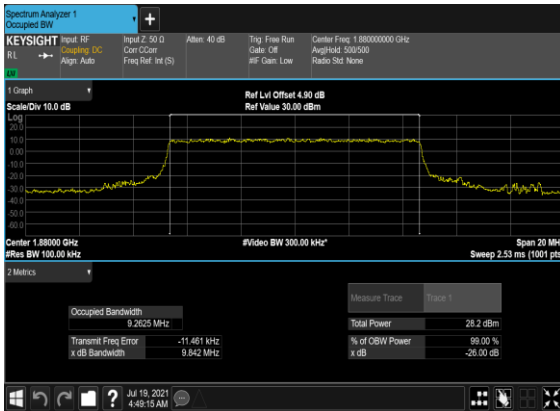 Spectrum Analyzer 1
Occupied BW
KEYSIGHT
RL
Input: RF
Coupling: DC
Align: Auto
Input Z: 50 Ω
Corr CCorr
Freq Ref: Int (S)
Atten: 40 dB
Trig: Free Run
Gate: Off
#IF Gain: Low
Center Freq: 1.880000000 GHz
Avg|Hold: 500/500
Radio Std: None
1 Graph
Scale/Div 10.0 dB
Ref Lvl Offset 4.90 dB
Ref Value 30.00 dBm
Log
20.0
10.0
0.00
-10.0
-20.0
-30.0
-40.0
-50.0
-60.0
Center 1.88000 GHz
#Res BW 100.00 kHz
#Video BW 300.00 kHz*
Span 20 MH
Sweep 2.53 ms (1001 pts
2 Metrics
Measure Trace
Trace 1
Occupied Bandwidth
9.2625 MHz
Total Power
28.2 dBm
Transmit Freq Error
-11.461 kHz
% of OBW Power
99.00 %
x dB Bandwidth
9.842 MHz
x dB
-26.00 dB
?
Jul 19, 2021
4:49:15 AM